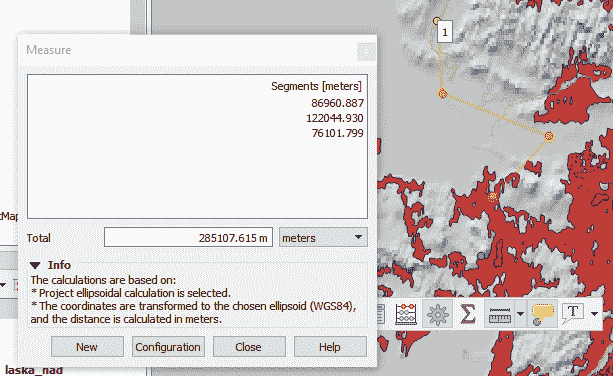 Measure
1
Segments [meters]
86960.887
122044.930
76101.799
tMap
Total 285107.615 m meters
Info
The calculations are based on:
* Project ellipsoidal calculation is selected.
* The coordinates are transformed to the chosen ellipsoid (WGS84),
and the distance is calculated in meters.
Σ T
New Configuration Close Help
laska_nad